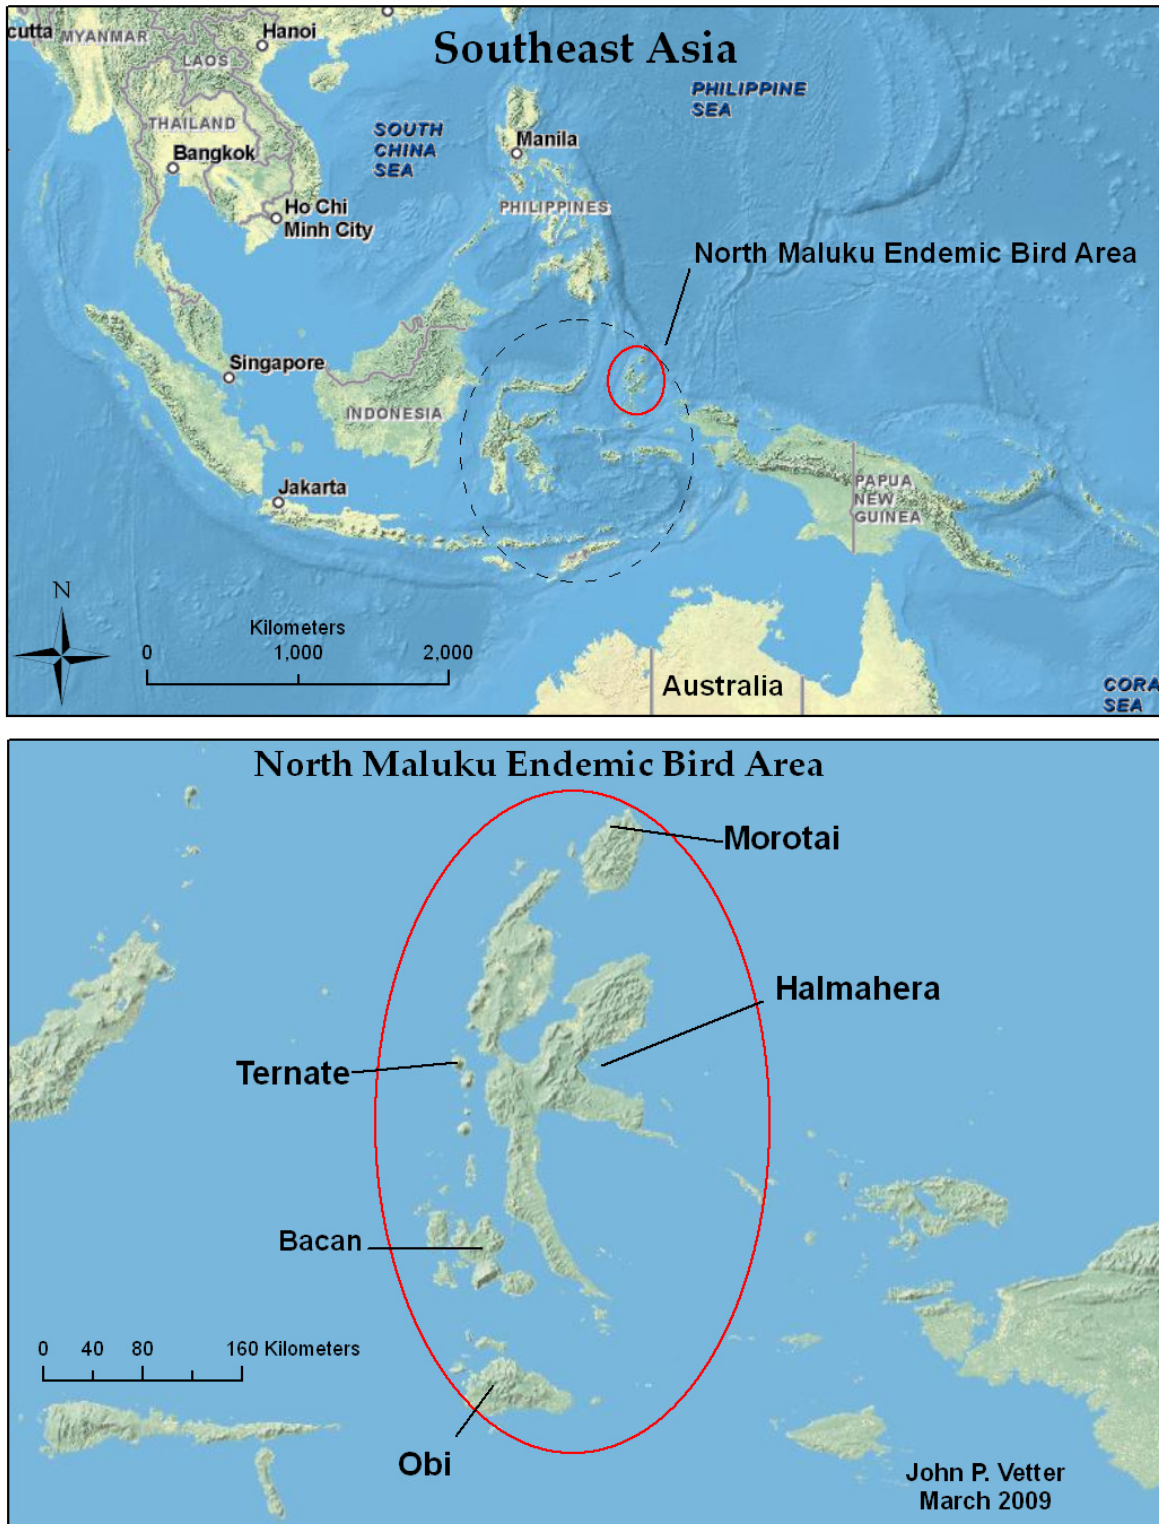 Southeast Asia
cutta
MYANMAR
Hanoi
LAOS
PHILIPPINE
SEA
THAILAND
SOUTH
CHINA
SEA
Manila
Bangkok
Ho Chi
Minh City
PHILIPPINES
North Maluku Endemic Bird Area
Singapore
INDONESIA
Jakarta
PAPUA
NEW
GUINEA
N
Kilometers
0 1,000 2,000
Australia
CORA
SEA
North Maluku Endemic Bird Area
Morotai
Halmahera
Ternate
Bacan
0 40 80 160 Kilometers
Obi
John P. Vetter
March 2009